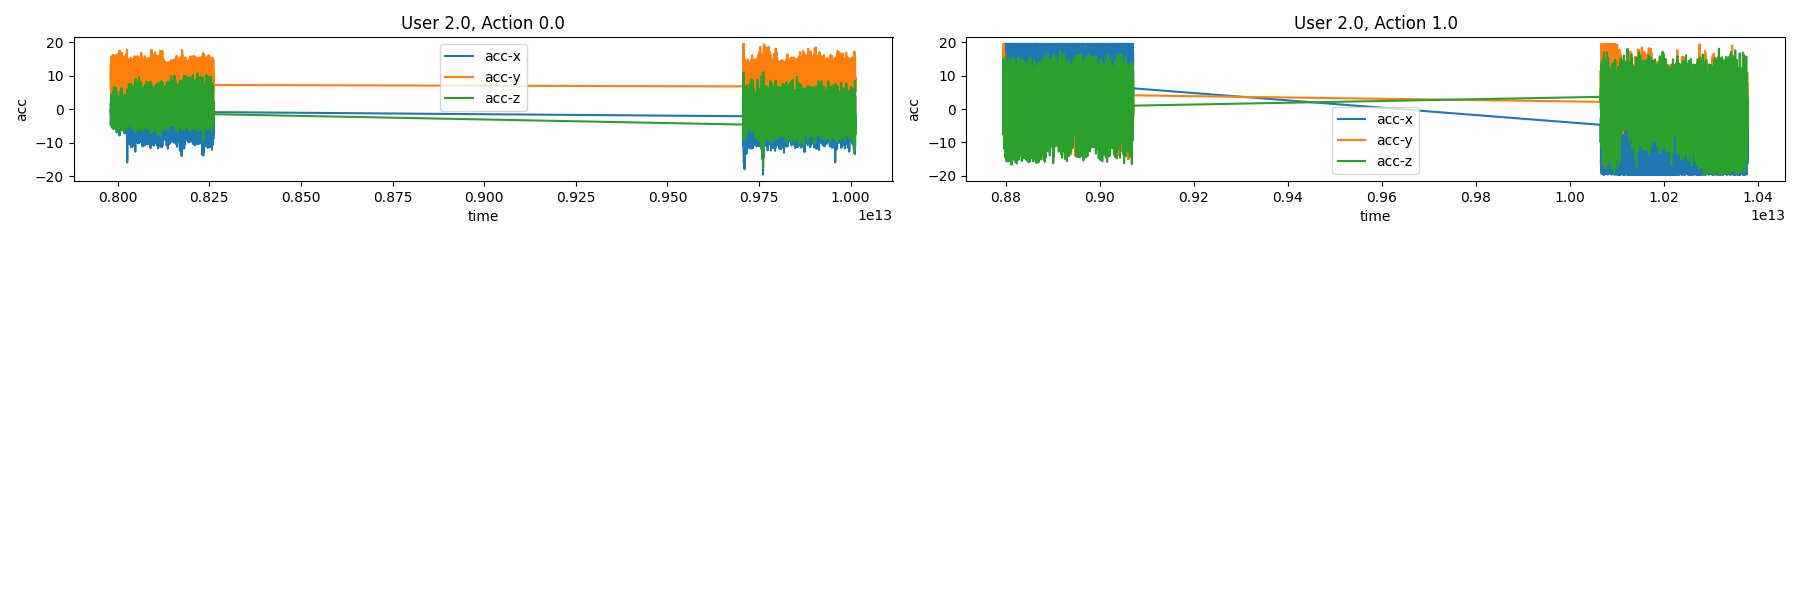 User 2.0, Action 0.0
20
10
0
−10
−20
acc
acc-x
acc-y
acc-z
0.800 0.825 0.850 0.875 0.900 0.925 0.950 0.975 1.000
1e13
time
User 2.0, Action 1.0
20
10
0
−10
−20
acc
acc-x
acc-y
acc-z
0.88 0.90 0.92 0.94 0.96 0.98 1.00 1.02 1.04
1e13
time